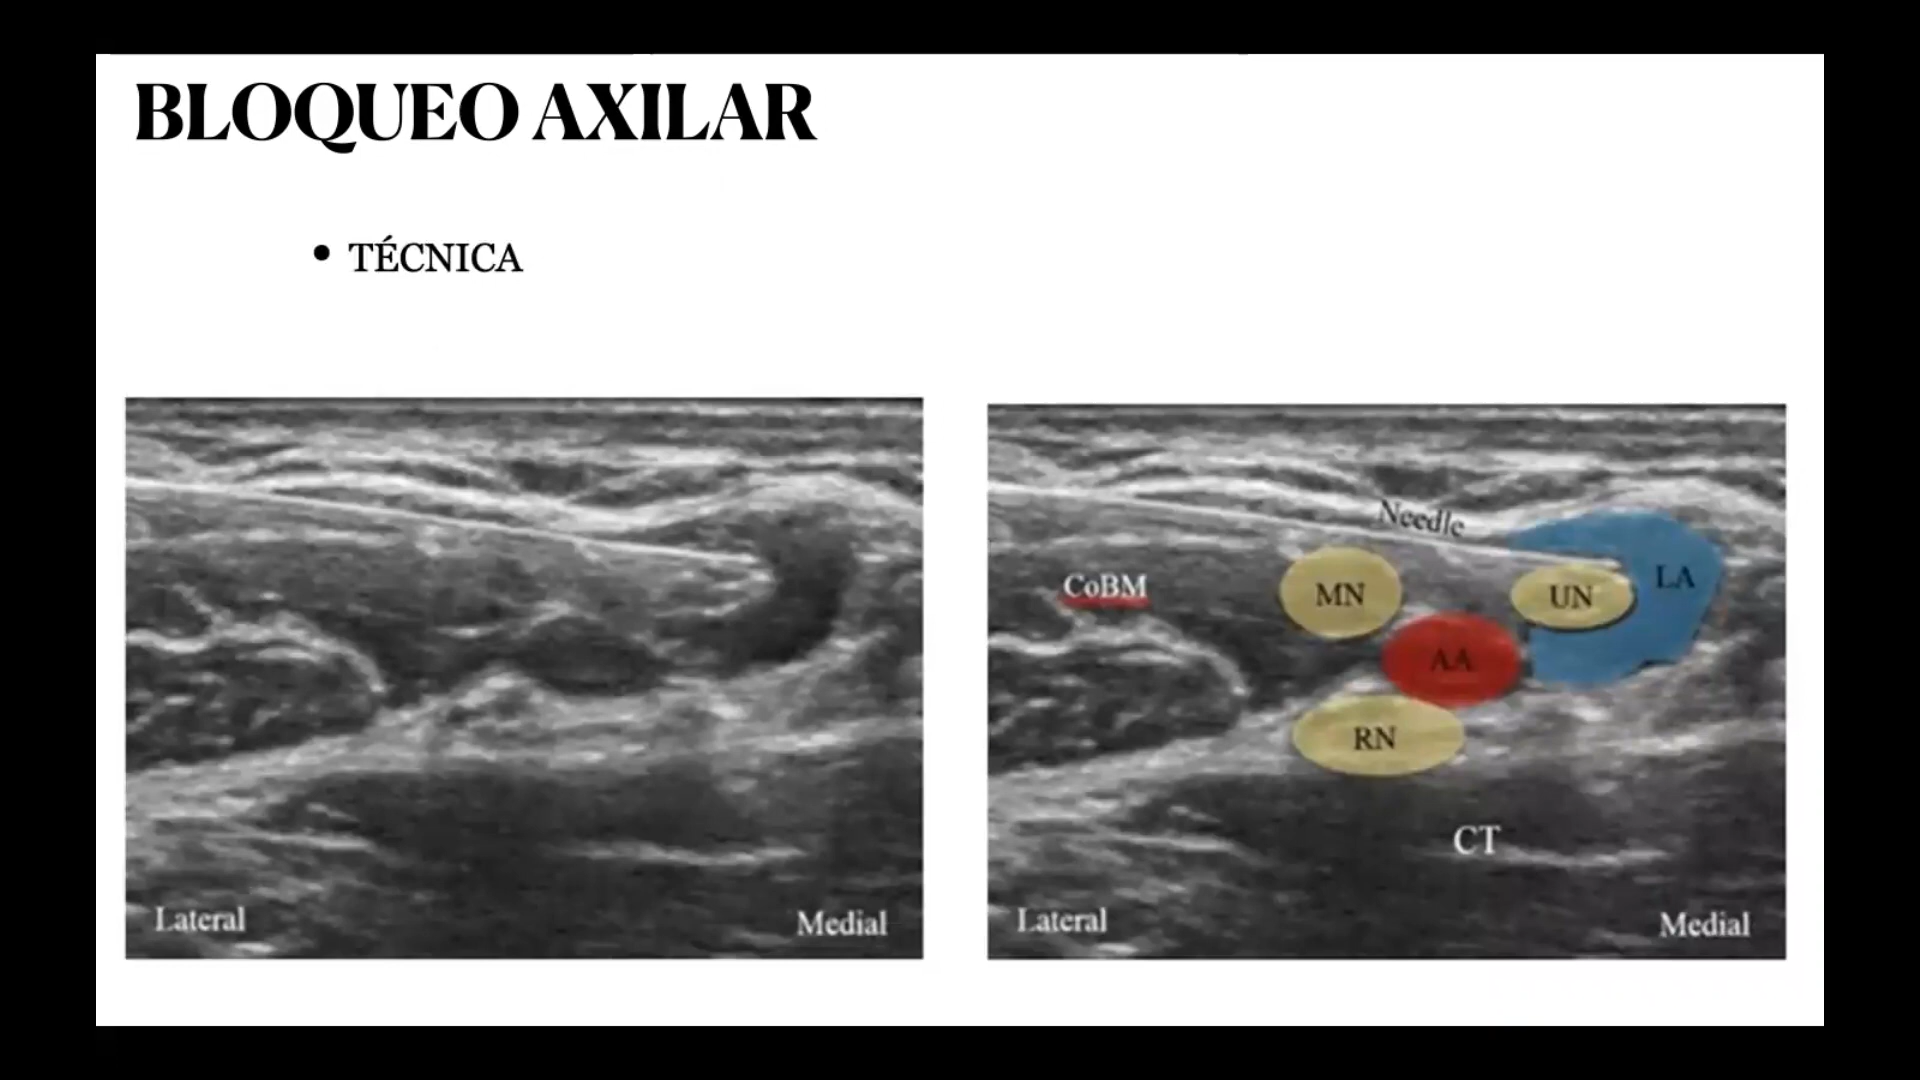 BLOQUEO AXILAR
• TÉCNICA
Lateral
Medial
Needle
CoBM
MN
UN
LA
AA
RN
CT
Lateral
Medial